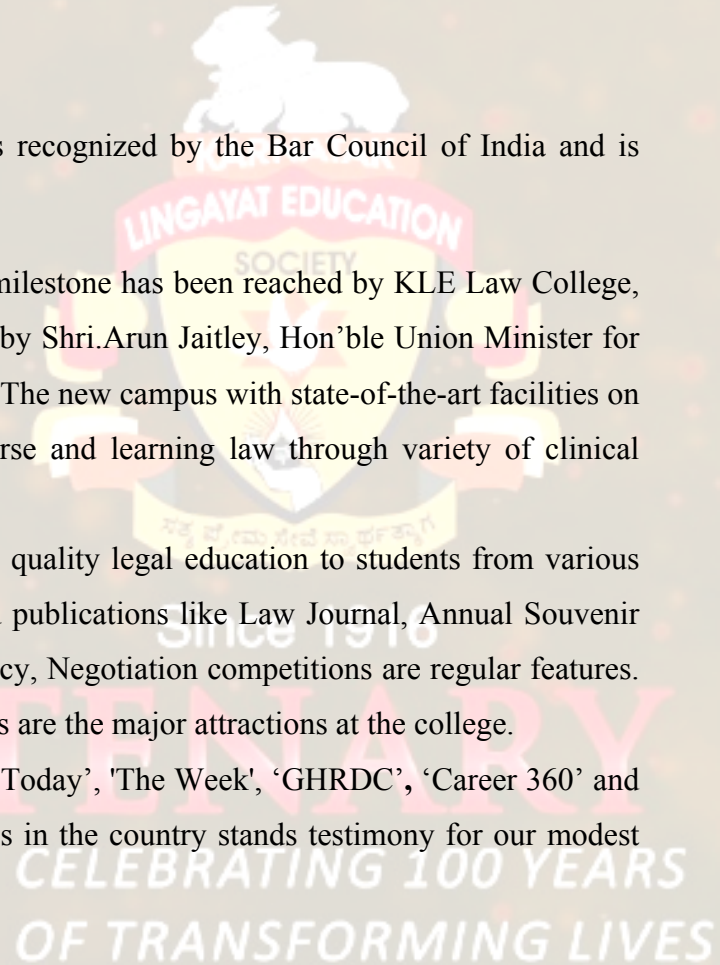 s recognized by the Bar Council of India and is
LINGAYAT EDUCATION
SOCIETY
milestone has been reached by KLE Law College,
by Shri.Arun Jaitley, Hon’ble Union Minister for
The new campus with state-of-the-art facilities on
rse and learning law through variety of clinical
quality legal education to students from various
publications like Law Journal, Annual Souvenir
Since 1916
cy, Negotiation competitions are regular features.
TENARY
s are the major attractions at the college.
Today’, 'The Week', ‘GHRDC’, ‘Career 360’ and
s in the country stands testimony for our modest
CELEBRATING 100 YEARS
OF TRANSFORMING LIVES